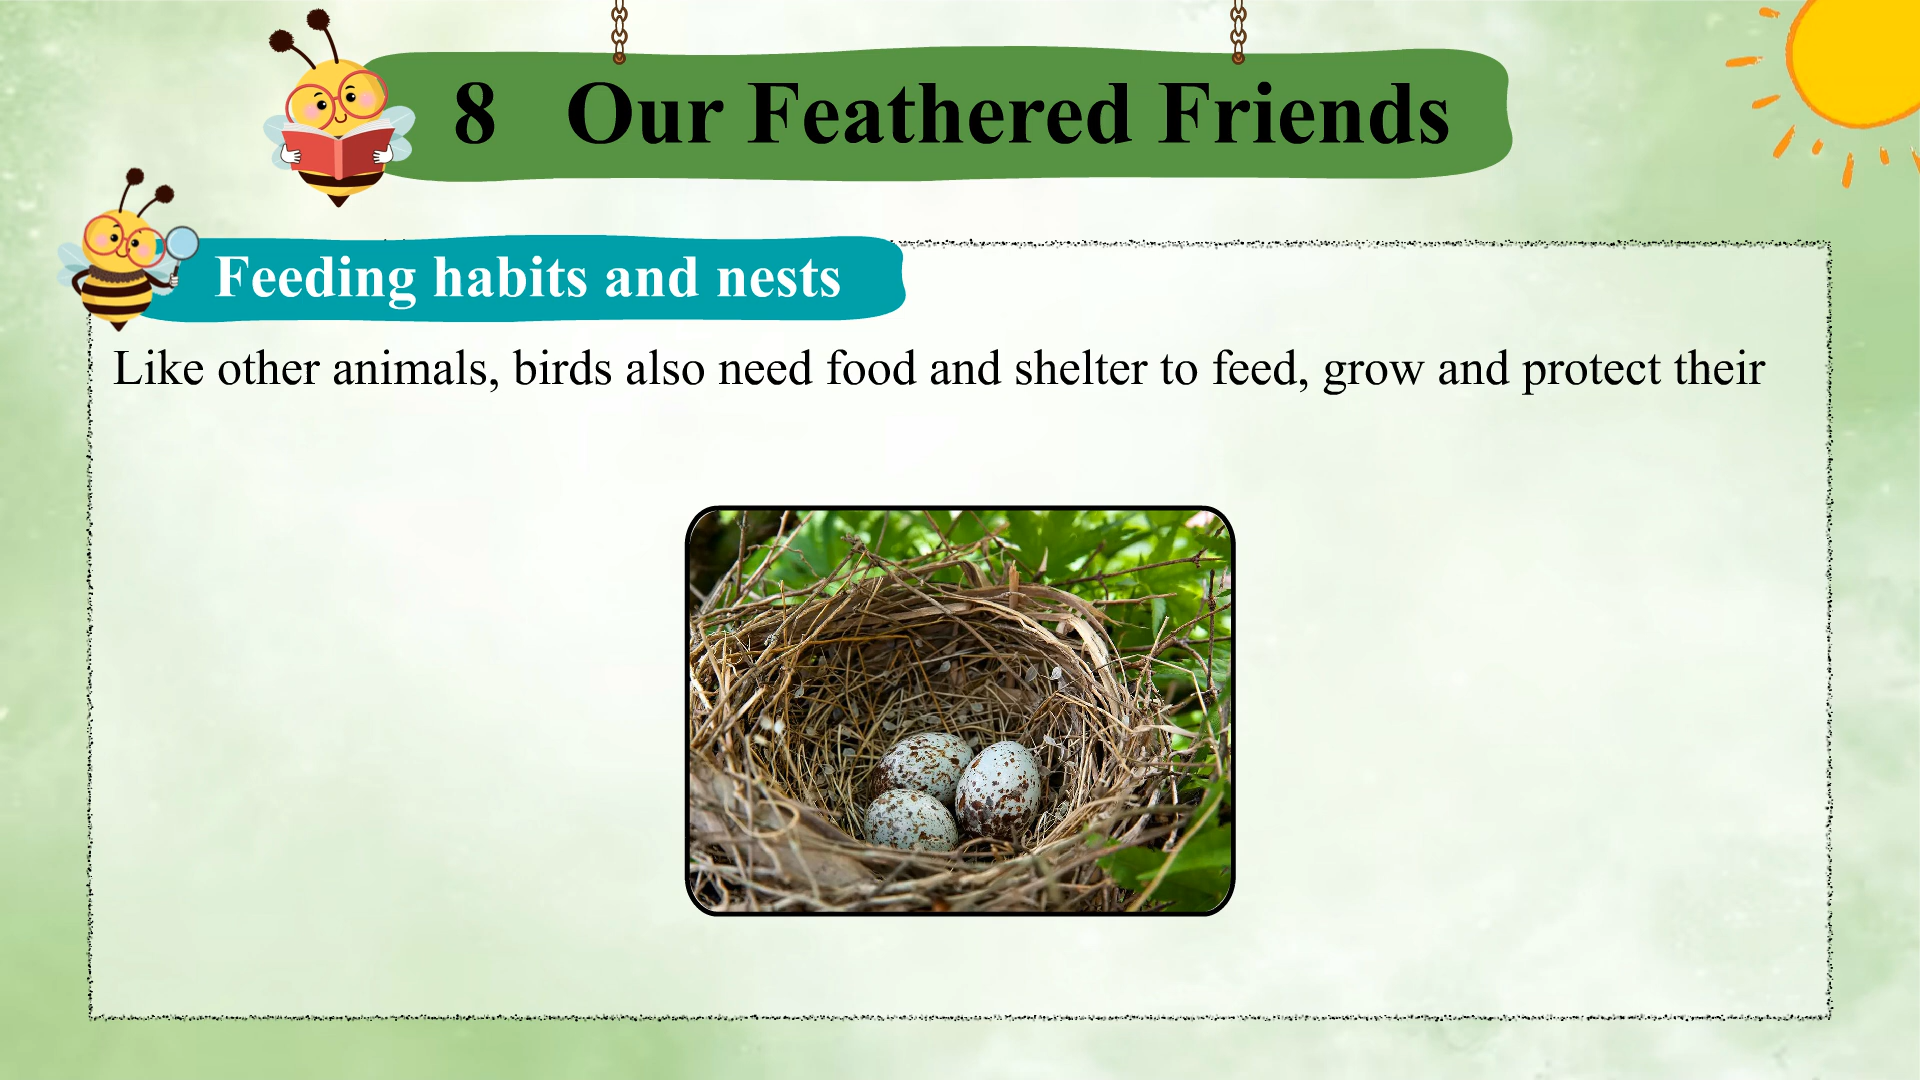 8 Our Feathered Friends
Feeding habits and nests
Like other animals, birds also need food and shelter to feed, grow and protect their